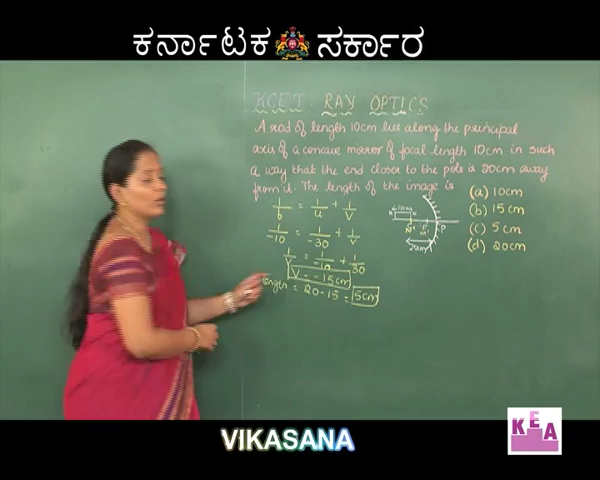 ಕರ್ನಾಟಕ ಸರ್ಕಾರ
KCET: RAY OPTICS
A rod of length 10cm lies along the principal
axis of a concave mirror of focal length 10cm in such
a way that the end closer to the pole is 20cm away
from it. The length of the image is
(a) 10cm
(b) 15cm
(c) 5cm
(d) 20cm
1/f = 1/u + 1/v
1/-10 = 1/-30 + 1/v
1/v = 1/-10 + 1/30
V = -15cm
length = 20-15 = 5cm
10cm
P
20cm
VIKASANA
KEA